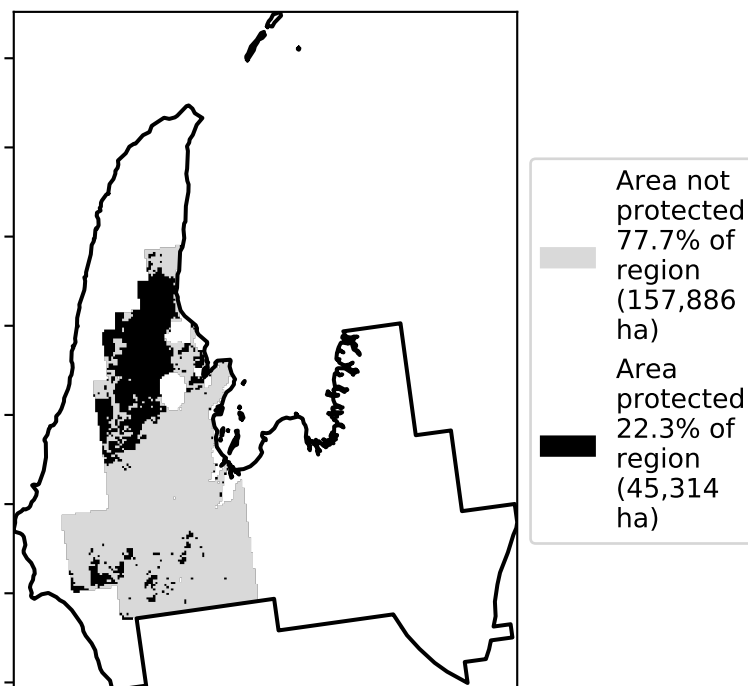 Area not
protected
77.7% of
region
(157,886
ha)
Area
protected
22.3% of
region
(45,314
ha)